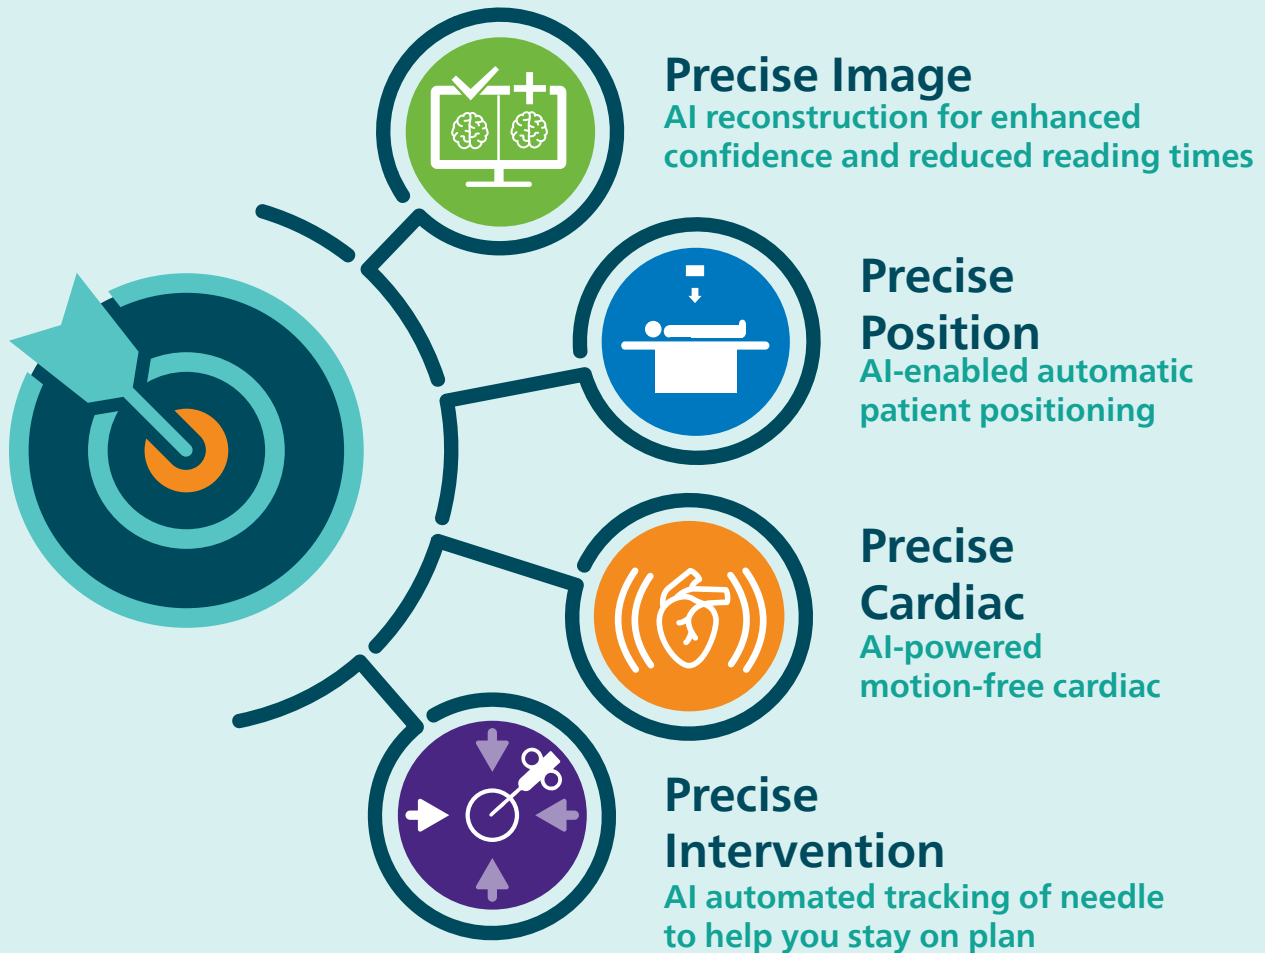 Precise Image
AI reconstruction for enhanced
confidence and reduced reading times
Precise
Position
AI-enabled automatic
patient positioning
Precise
Cardiac
AI-powered
motion-free cardiac
Precise
Intervention
AI automated tracking of needle
to help you stay on plan